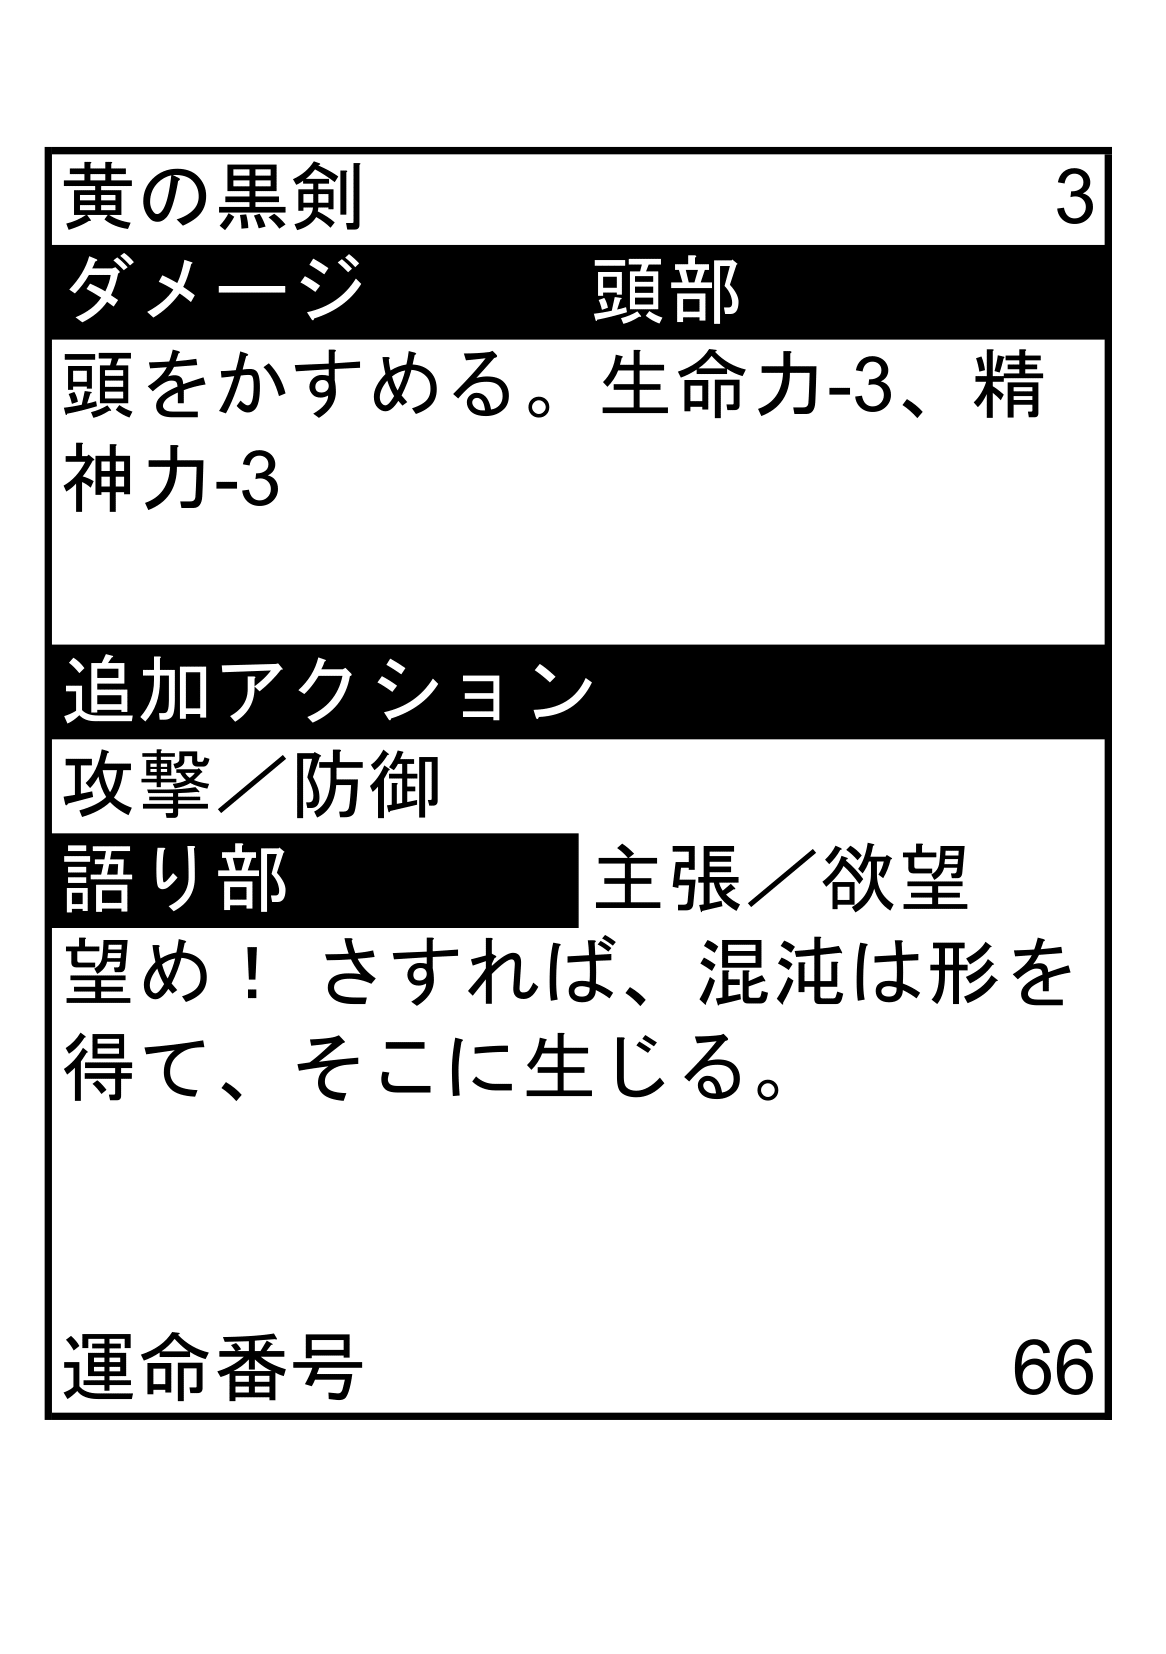 黄の黒剣 3
ダメージ 頭部
頭をかすめる。生命力-3、精
神力-3
追加アクション
攻撃／防御
語り部 主張／欲望
望め！ さすれば、混沌は形を
得て、そこに生じる。
運命番号 66